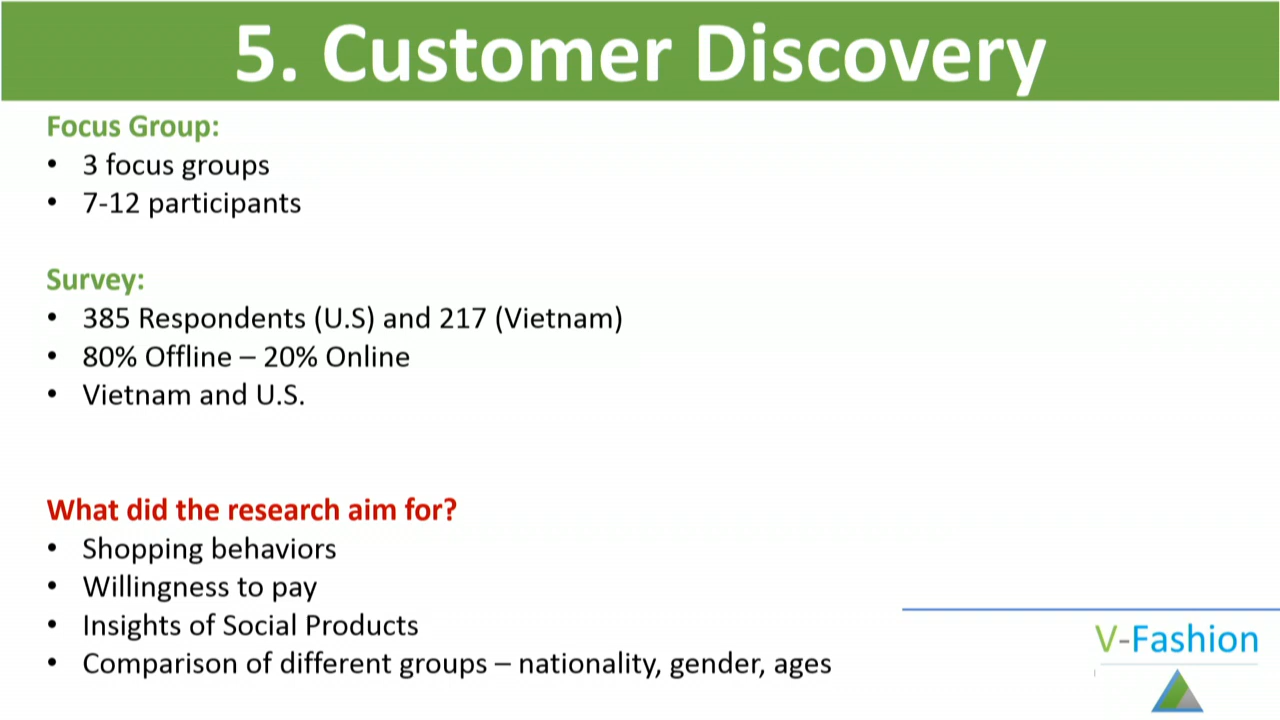 5. Customer Discovery
Focus Group:
• 3 focus groups
• 7-12 participants
Survey:
• 385 Respondents (U.S) and 217 (Vietnam)
• 80% Offline – 20% Online
• Vietnam and U.S.
What did the research aim for?
• Shopping behaviors
• Willingness to pay
• Insights of Social Products
• Comparison of different groups – nationality, gender, ages
V-Fashion